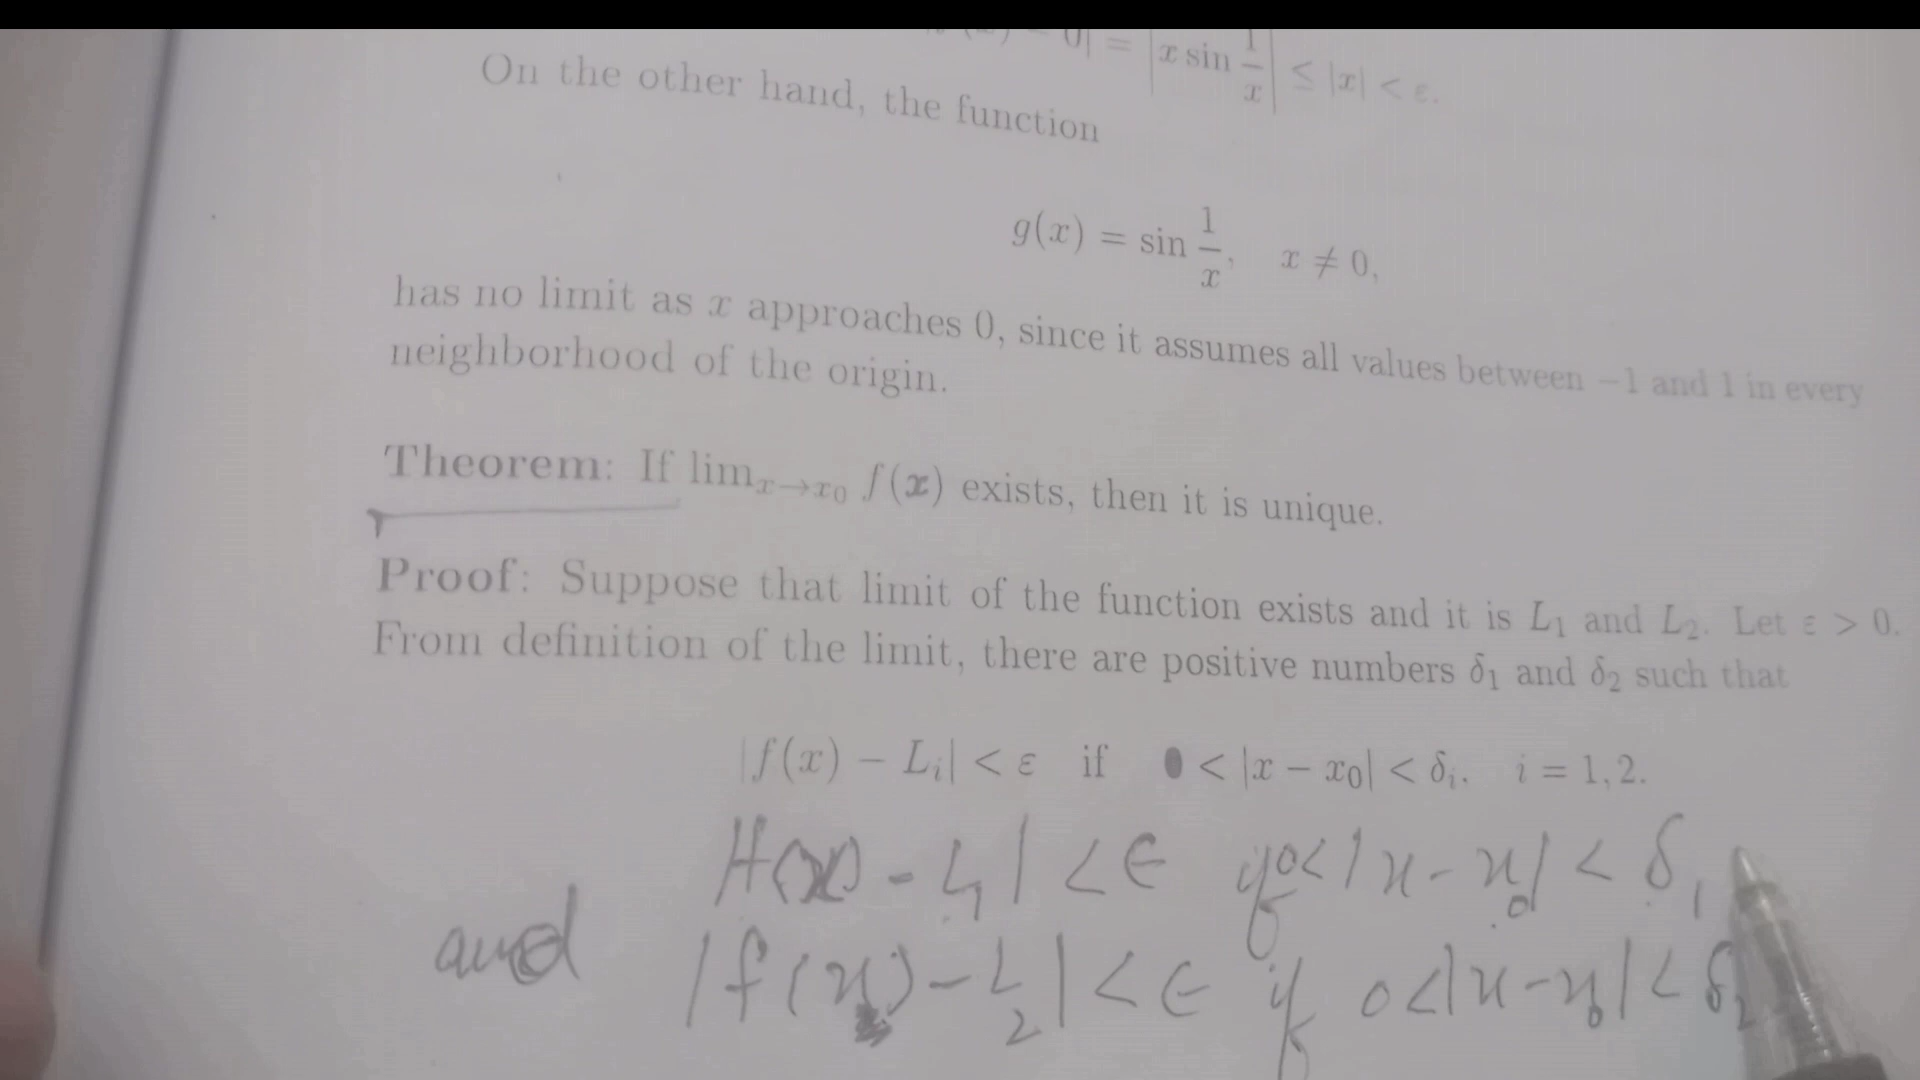 0| = |x sin 1/x| ≤ |x| < ε.
On the other hand, the function
g(x) = sin 1/x, x ≠ 0,
has no limit as x approaches 0, since it assumes all values between −1 and 1 in every
neighborhood of the origin.
Theorem: If lim_{x→x₀} f(x) exists, then it is unique.
Proof: Suppose that limit of the function exists and it is L₁ and L₂. Let ε > 0.
From definition of the limit, there are positive numbers δ₁ and δ₂ such that
|f(x) − Lᵢ| < ε if 0 < |x − x₀| < δᵢ. i = 1, 2.
|f(x) - L₁| < ε if 0 < |x - x₀| < δ₁
and |f(x) - L₂| < ε if 0 < |x - x₀| < δ₂